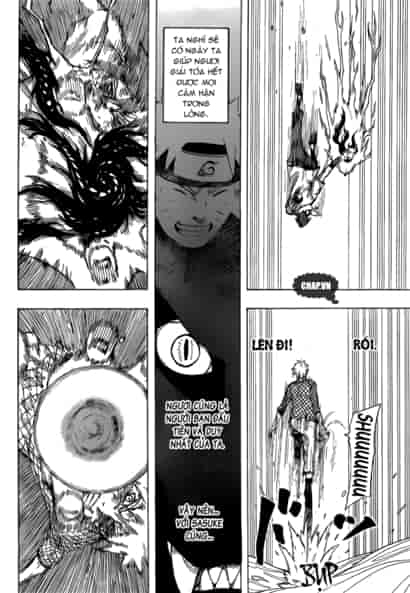 TA NGHĨ SẼ
CÓ NGÀY TA
GIÚP NGƯƠI
GIẢI TỎA HẾT
ĐƯỢC MỌI
CĂM HẬN
TRONG
LÒNG.
CHAP.VN
LÊN ĐI!
RỒI.
SHUUUUUUU
NGƯƠI CŨNG LÀ
NGƯỜI BẠN ĐẦU
TIÊN VÀ DUY
NHẤT CỦA TA.
VẬY NÊN...
VỚI SASUKE
CŨNG...
BỤP